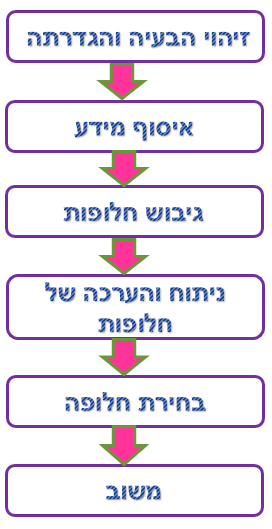 זיהוי הבעיה והגדרתה
איסוף מידע
גיבוש חלופות
ניתוח והערכה של
חלופות
בחירת חלופה
משוב